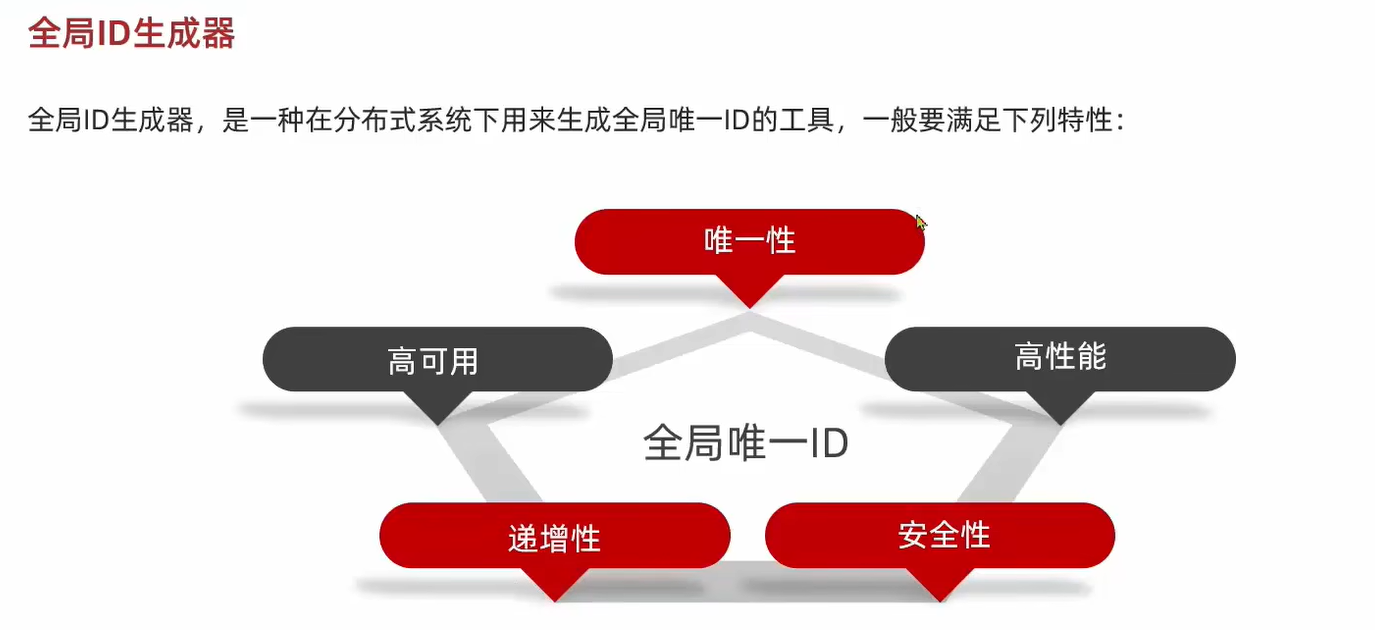 全局ID生成器
全局ID生成器，是一种在分布式系统下用来生成全局唯一ID的工具，一般要满足下列特性：
唯一性
高可用
高性能
全局唯一ID
递增性
安全性